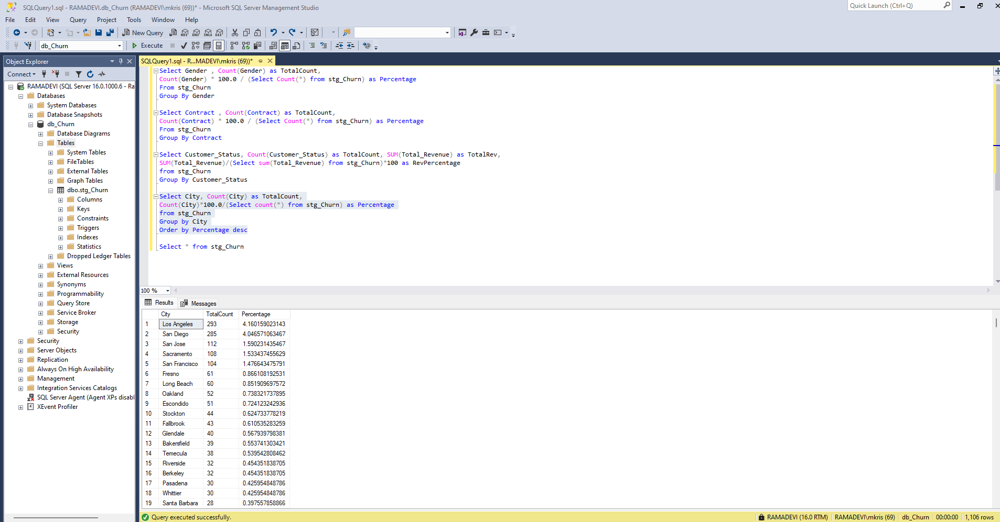 SQLQuery1.sql - RAMADEVI.db_Churn (RAMADEVI\mkris (69))* - Microsoft SQL Server Management Studio
Quick Launch (Ctrl+Q)
File Edit View Query Project Tools Window Help
New Query MDX DMX XMLA DAX
db_Churn Execute
Object Explorer
Connect
RAMADEVI (SQL Server 16.0.1000.6 - Ra
Databases
System Databases
Database Snapshots
db_Churn
Database Diagrams
Tables
System Tables
FileTables
External Tables
Graph Tables
dbo.stg_Churn
Columns
Keys
Constraints
Triggers
Indexes
Statistics
Dropped Ledger Tables
Views
External Resources
Synonyms
Programmability
Query Store
Service Broker
Storage
Security
Security
Server Objects
Replication
Always On High Availability
Management
Integration Services Catalogs
SQL Server Agent (Agent XPs disabl
XEvent Profiler
SQLQuery1.sql - R...MADEVI\mkris (69))*
Select Gender , Count(Gender) as TotalCount,
Count(Gender) * 100.0 / (Select Count(*) from stg_Churn) as Percentage
From stg_Churn
Group By Gender
Select Contract , Count(Contract) as TotalCount,
Count(Contract) * 100.0 / (Select Count(*) from stg_Churn) as Percentage
From stg_Churn
Group By Contract
Select Customer_Status, Count(Customer_Status) as TotalCount, SUM(Total_Revenue) as TotalRev,
SUM(Total_Revenue)/(Select sum(Total_Revenue) from stg_Churn)*100 as RevPercentage
from stg_Churn
Group By Customer_Status
Select City, Count(City) as TotalCount,
Count(City)*100.0/(Select count(*) from stg_Churn) as Percentage
from stg_Churn
Group by City
Order by Percentage desc
Select * from stg_Churn
100 %
Results Messages
City TotalCount Percentage
1 Los Angeles 293 4.160159023143
2 San Diego 285 4.046571063467
3 San Jose 112 1.590231435467
4 Sacramento 108 1.533437455629
5 San Francisco 104 1.476643475791
6 Fresno 61 0.866108192531
7 Long Beach 60 0.851909697572
8 Oakland 52 0.738321737895
9 Escondido 51 0.724123242936
10 Stockton 44 0.624733778219
11 Fallbrook 43 0.610535283259
12 Glendale 40 0.567939798381
13 Bakersfield 39 0.553741303421
14 Temecula 38 0.539542808462
15 Riverside 32 0.454351838705
16 Berkeley 32 0.454351838705
17 Pasadena 30 0.425954848786
18 Whittier 30 0.425954848786
19 Santa Barbara 28 0.397557858866
Query executed successfully. RAMADEVI (16.0 RTM) RAMADEVI\mkris (69) db_Churn 00:00:00 1,106 rows